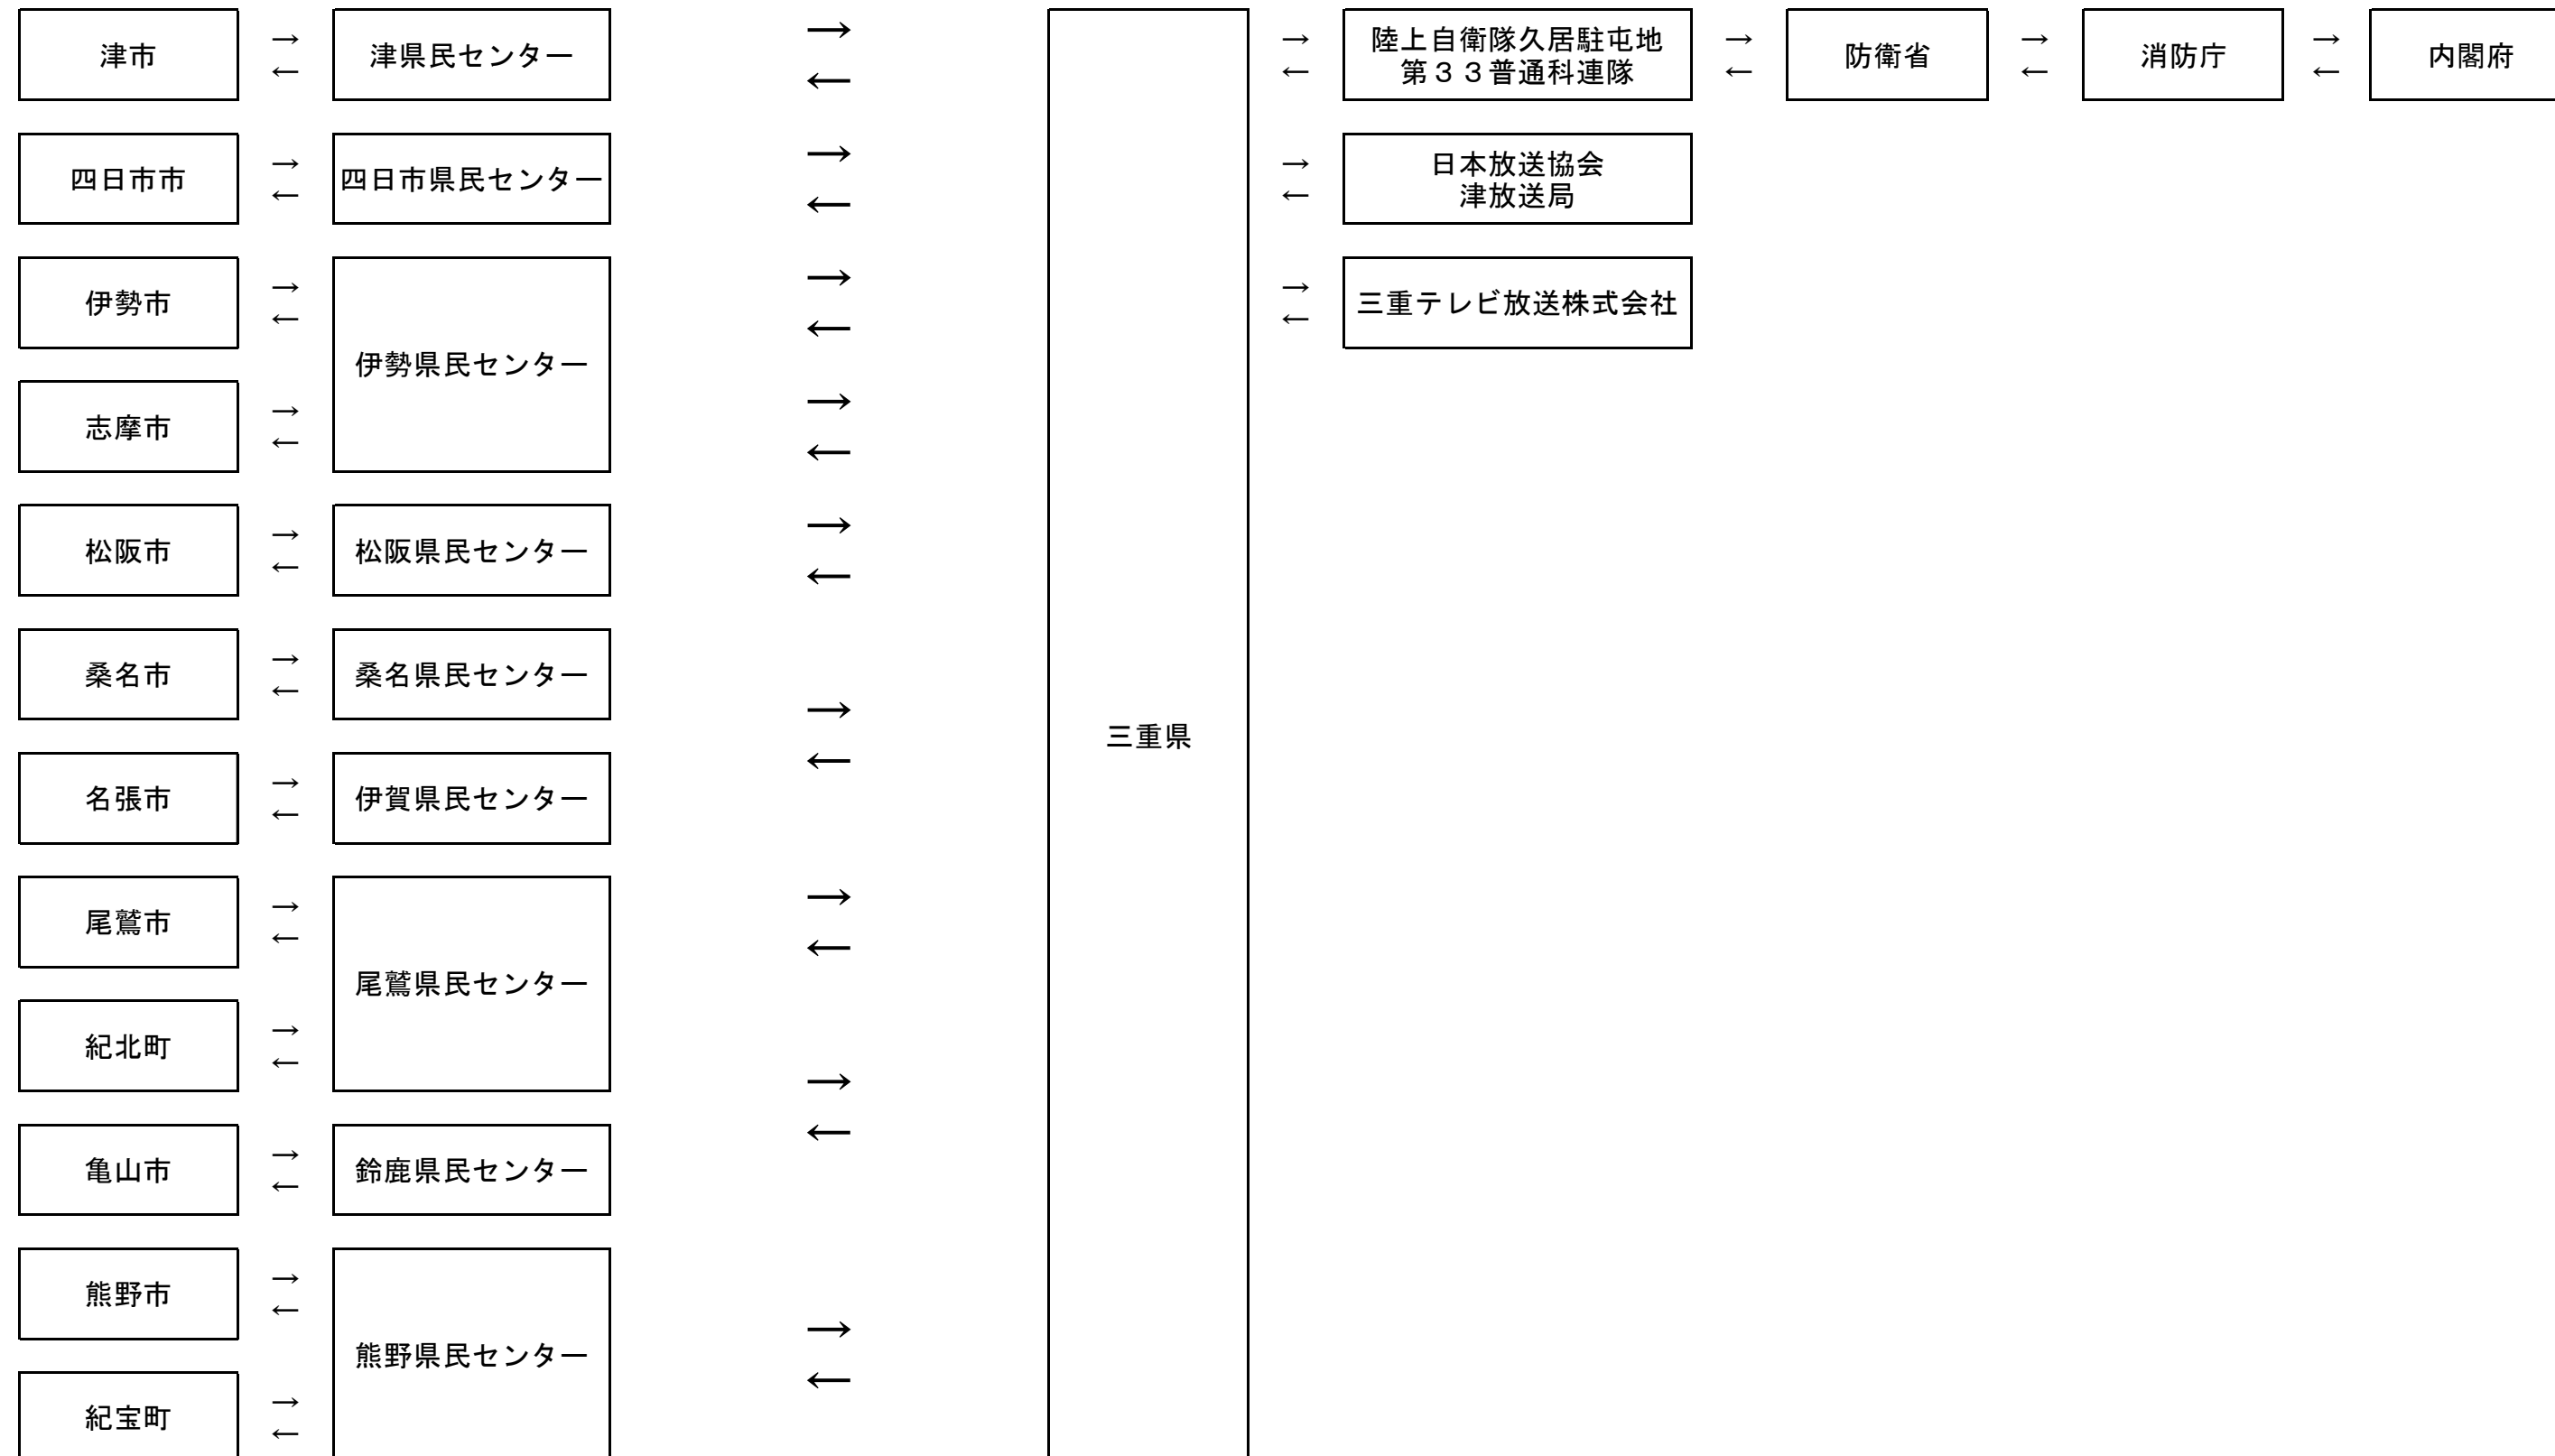 津市
→
←
津県民センター
→
←
→
←
陸上自衛隊久居駐屯地
第３３普通科連隊
→
←
防衛省
→
←
消防庁
→
←
内閣府
四日市市
→
←
四日市県民センター
→
←
→
←
日本放送協会
津放送局
伊勢市
→
←
伊勢県民センター
→
←
→
←
三重テレビ放送株式会社
志摩市
→
←
→
←
松阪市
→
←
松阪県民センター
→
←
桑名市
→
←
桑名県民センター
→
←
三重県
名張市
→
←
伊賀県民センター
尾鷲市
→
←
尾鷲県民センター
→
←
紀北町
→
←
→
←
亀山市
→
←
鈴鹿県民センター
熊野市
→
←
熊野県民センター
→
←
紀宝町
→
←